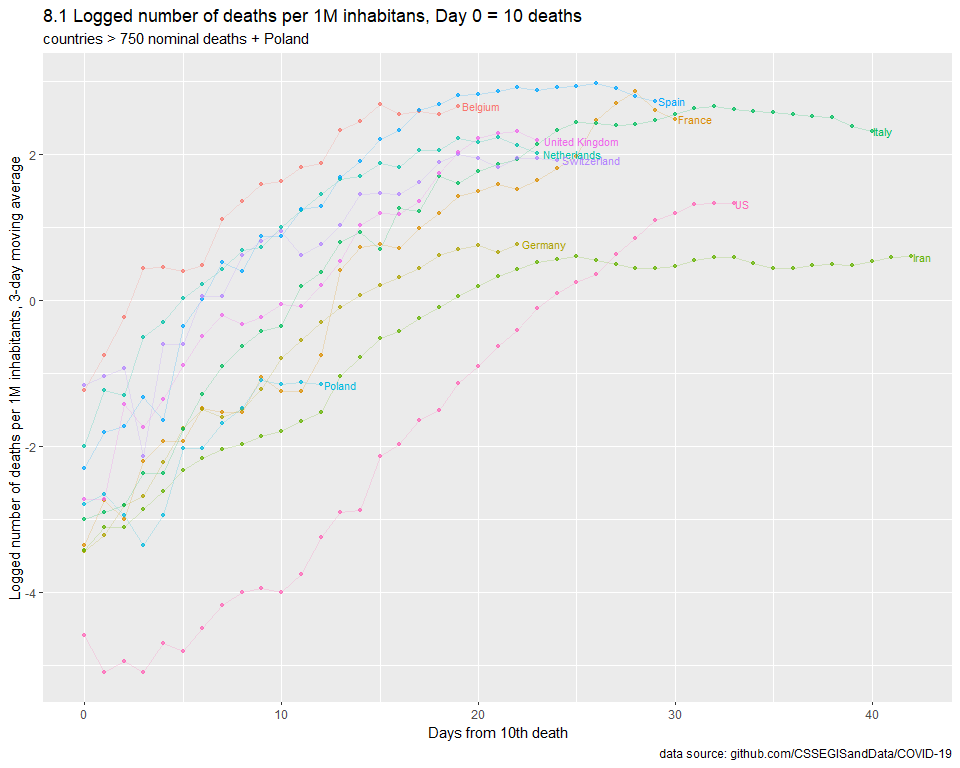 8.1 Logged number of deaths per 1M inhabitans, Day 0 = 10 deaths
countries > 750 nominal deaths + Poland
Logged number of deaths per 1M inhabitants, 3-day moving average
2
0
-2
-4
Belgium
Spain
France
Italy
United Kingdom
Netherlands
Switzerland
US
Germany
Iran
Poland
0 10 20 30 40
Days from 10th death
data source: github.com/CSSEGISandData/COVID-19